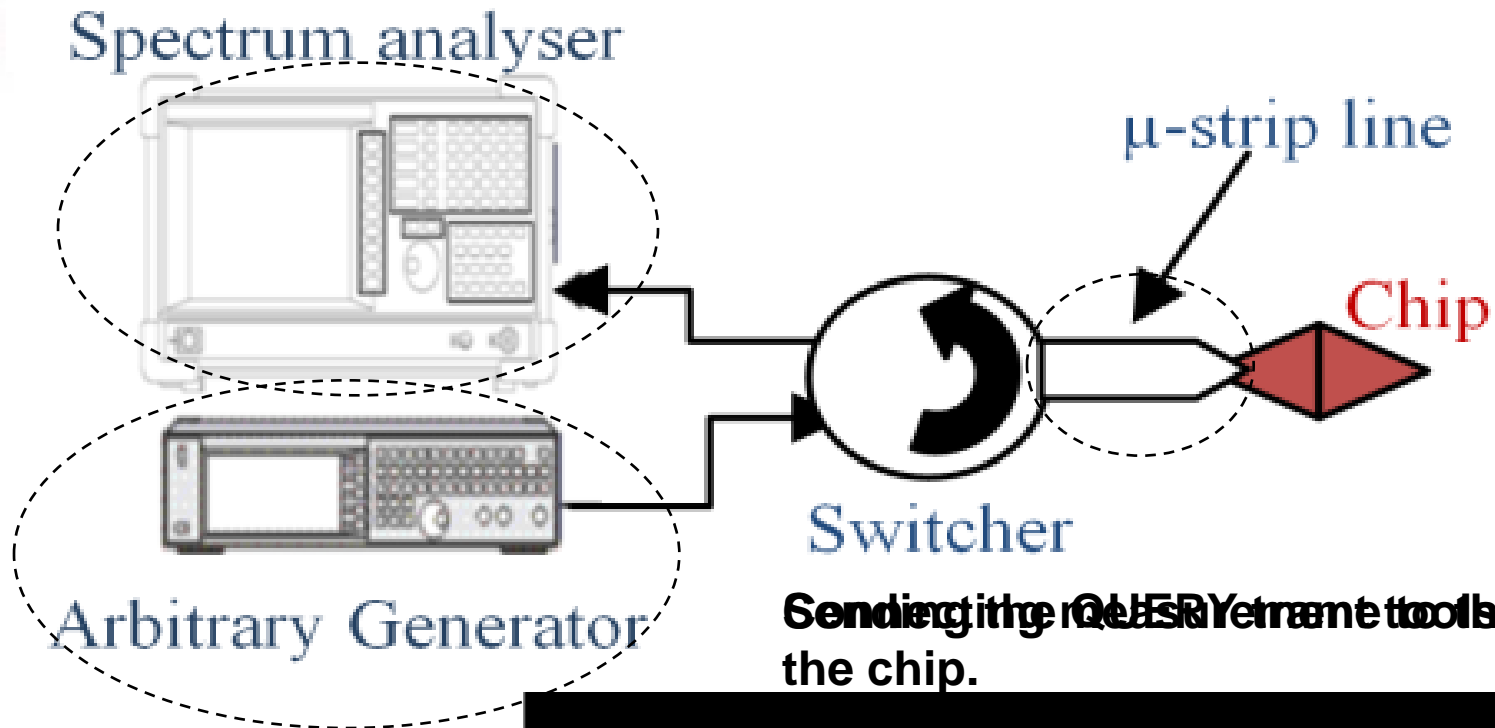 Spectrum analyser
μ-strip line
Chip
Switcher
Arbitrary Generator
the chip.